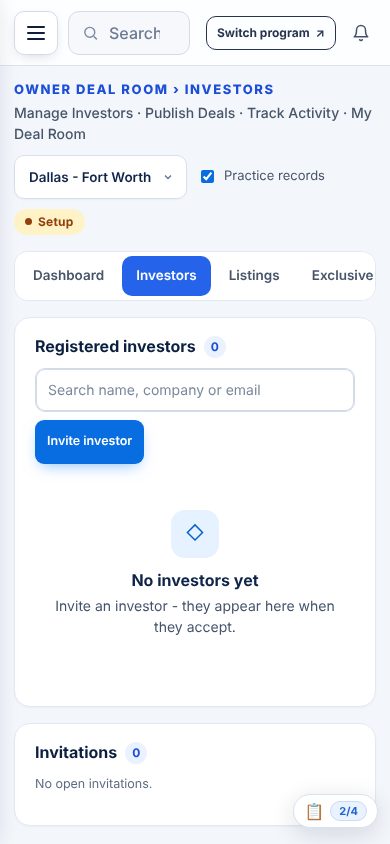 Search
Switch program ↗
OWNER DEAL ROOM › INVESTORS
Manage Investors · Publish Deals · Track Activity · My
Deal Room
Dallas - Fort Worth
Practice records
Setup
Dashboard Investors Listings Exclusive
Registered investors 0
Search name, company or email
Invite investor
No investors yet
Invite an investor - they appear here when
they accept.
Invitations 0
No open invitations.
2/4